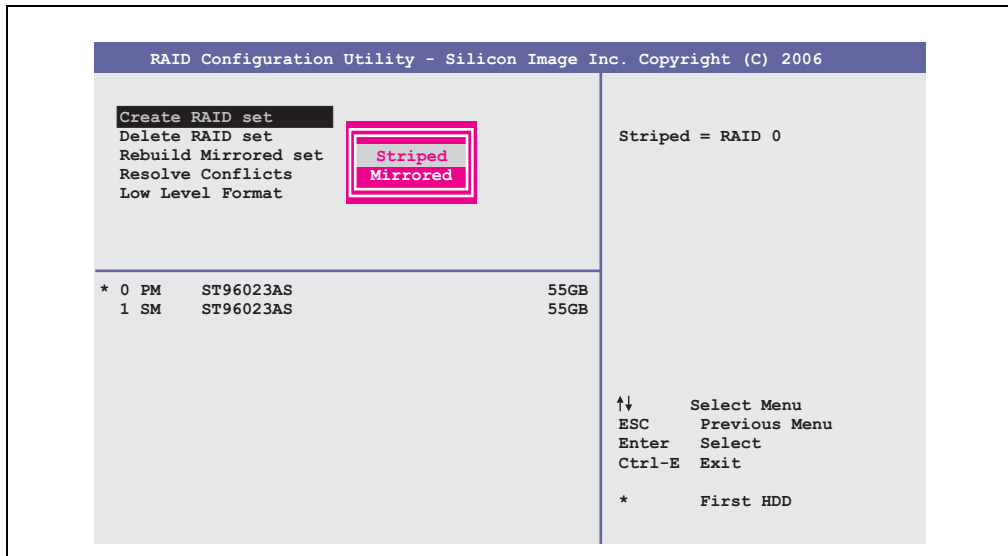 RAID Configuration Utility - Silicon Image Inc. Copyright (C) 2006
Create RAID set
Delete RAID set
Rebuild Mirrored set
Resolve Conflicts
Low Level Format
Striped
Mirrored
Striped = RAID 0
* 0 PM ST96023AS 55GB
1 SM ST96023AS 55GB
↑↓ Select Menu
ESC Previous Menu
Enter Select
Ctrl-E Exit
* First HDD